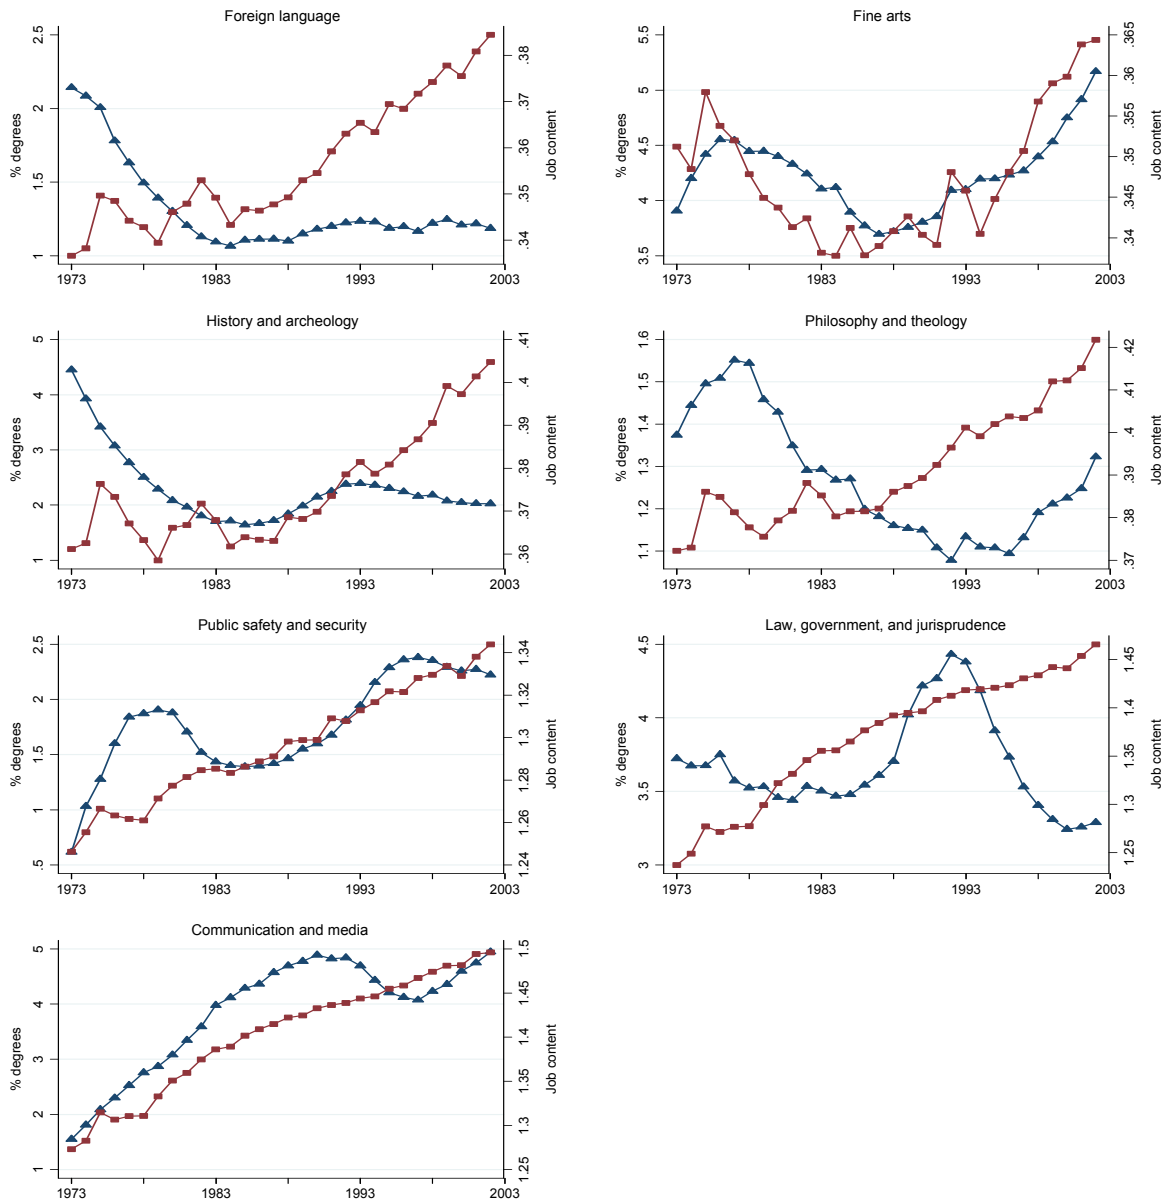 Foreign language
% degrees
1 1.5 2 2.5
.34 .35 .36 .37 .38
Job content
1973 1983 1993 2003
Fine arts
% degrees
3.5 4 4.5 5 5.5
.34 .345 .35 .355 .36 .365
Job content
1973 1983 1993 2003
History and archeology
% degrees
1 2 3 4 5
.36 .37 .38 .39 .4 .41
Job content
1973 1983 1993 2003
Philosophy and theology
% degrees
1.1 1.2 1.3 1.4 1.5 1.6
.37 .38 .39 .4 .41 .42
Job content
1973 1983 1993 2003
Public safety and security
% degrees
.5 1 1.5 2 2.5
1.24 1.26 1.28 1.3 1.32 1.34
Job content
1973 1983 1993 2003
Law, government, and jurisprudence
% degrees
3 3.5 4 4.5
1.25 1.3 1.35 1.4 1.45
Job content
1973 1983 1993 2003
Communication and media
% degrees
1 2 3 4 5
1.25 1.3 1.35 1.4 1.45 1.5
Job content
1973 1983 1993 2003